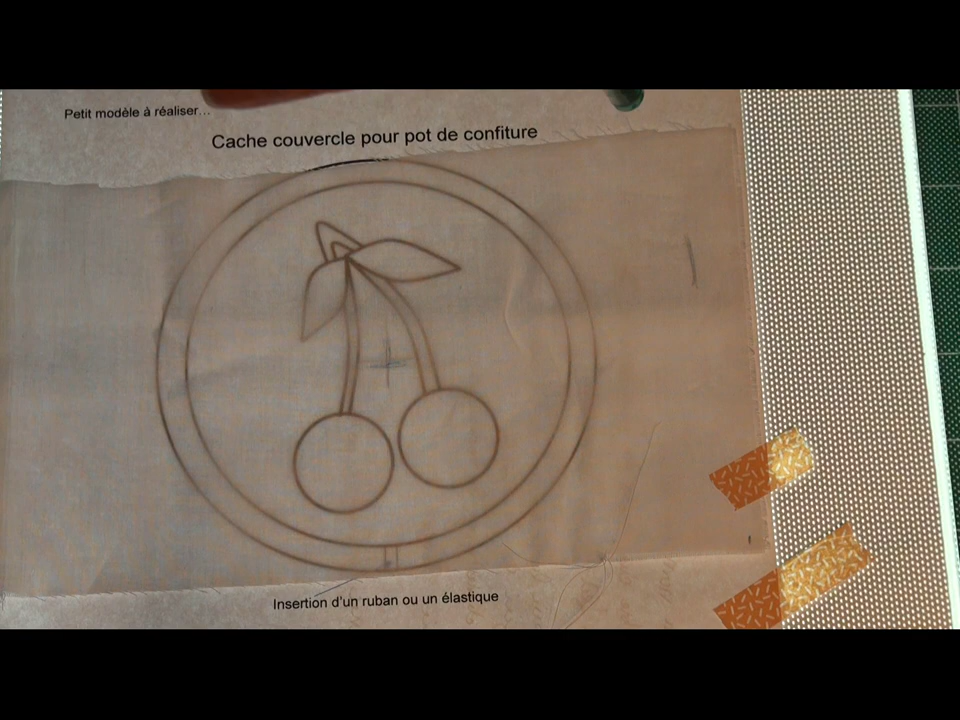 Petit modèle à réaliser…
Cache couvercle pour pot de confiture
Insertion d'un ruban ou un élastique